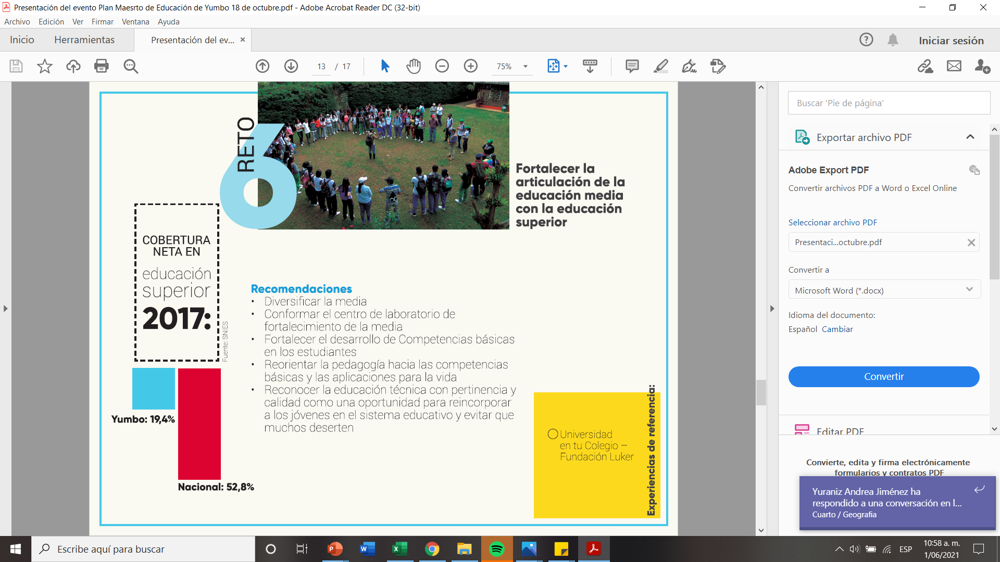 Presentación del evento Plan Maesrto de Educación de Yumbo 18 de octubre.pdf - Adobe Acrobat Reader DC (32-bit)
Archivo Edición Ver Firmar Ventana Ayuda
Inicio Herramientas Presentación del ev... Iniciar sesión
13 / 17 75%
RETO
6
Fortalecer la
articulación de la
educación media
con la educación
superior
COBERTURA
NETA EN
educación
superior
2017:
Fuente: SNIES
Yumbo: 19,4%
Nacional: 52,8%
Recomendaciones
• Diversificar la media
• Conformar el centro de laboratorio de
fortalecimiento de la media
• Fortalecer el desarrollo de Competencias básicas
en los estudiantes
• Reorientar la pedagogía hacia las competencias
básicas y las aplicaciones para la vida
• Reconocer la educación técnica con pertinencia y
calidad como una oportunidad para reincorporar
a los jóvenes en el sistema educativo y evitar que
muchos deserten
Experiencias de referencia:
Universidad
en tu Colegio –
Fundación Luker
Buscar 'Pie de página'
Exportar archivo PDF
Adobe Export PDF
Convertir archivos PDF a Word o Excel Online
Seleccionar archivo PDF
Presentaci...octubre.pdf
Convertir a
Microsoft Word (*.docx)
Idioma del documento:
Español Cambiar
Convertir
Editar PDF
Convierte, edita y firma electrónicamente
formularios y contratos PDF
Yuraniz Andrea Jiménez ha
respondido a una conversación en l...
Cuarto / Geografia
Escribe aquí para buscar
ESP
10:58 a. m.
1/06/2021